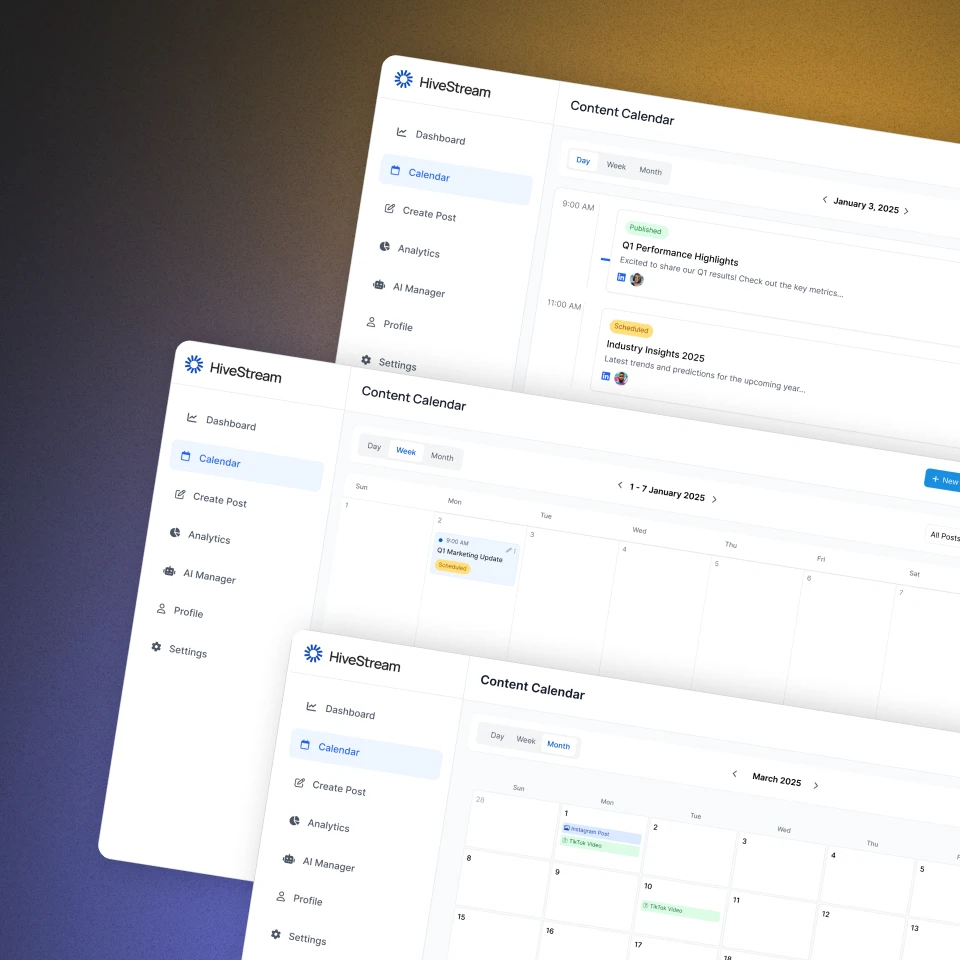 HiveStream
Content Calendar
Dashboard
Calendar
Create Post
Analytics
AI Manager
Profile
Settings
Day Week Month
January 3, 2025
9:00 AM
Published
Q1 Performance Highlights
Excited to share our Q1 results! Check out the key metrics...
in
11:00 AM
Scheduled
Industry Insights 2025
Latest trends and predictions for the upcoming year...
in
HiveStream
Content Calendar
Dashboard
Calendar
Create Post
Analytics
AI Manager
Profile
Settings
Day Week Month
1 - 7 January 2025
+ New
All Posts
Sun Mon Tue Wed Thu Fri Sat
1 2 3 4 5 6 7
9:00 AM
Q1 Marketing Update
Scheduled
HiveStream
Content Calendar
Dashboard
Calendar
Create Post
Analytics
AI Manager
Profile
Settings
Day Week Month
March 2025
Sun Mon Tue Wed Thu F
28 1 2 3 4 5
Instagram Post
TikTok Video
8 9 10 11 12 13
TikTok Video
15 16 17 18